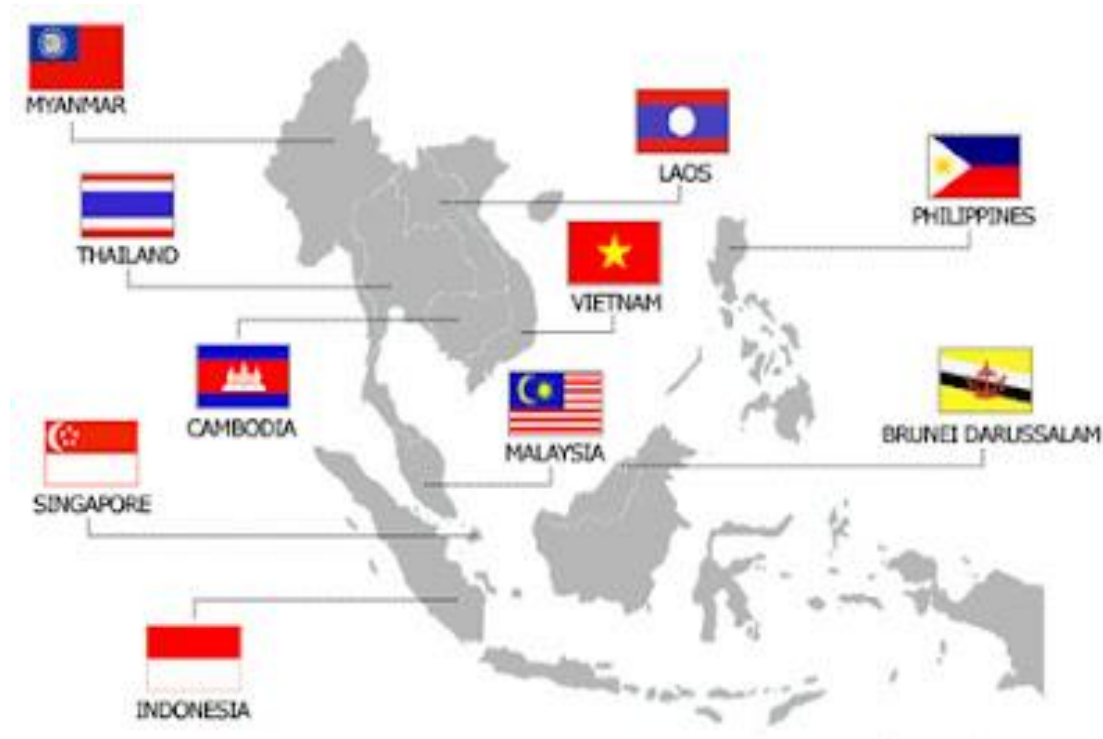 MYANMAR
LAOS
PHILIPPINES
THAILAND
VIETNAM
CAMBODIA
MALAYSIA
BRUNEI DARUSSALAM
SINGAPORE
INDONESIA